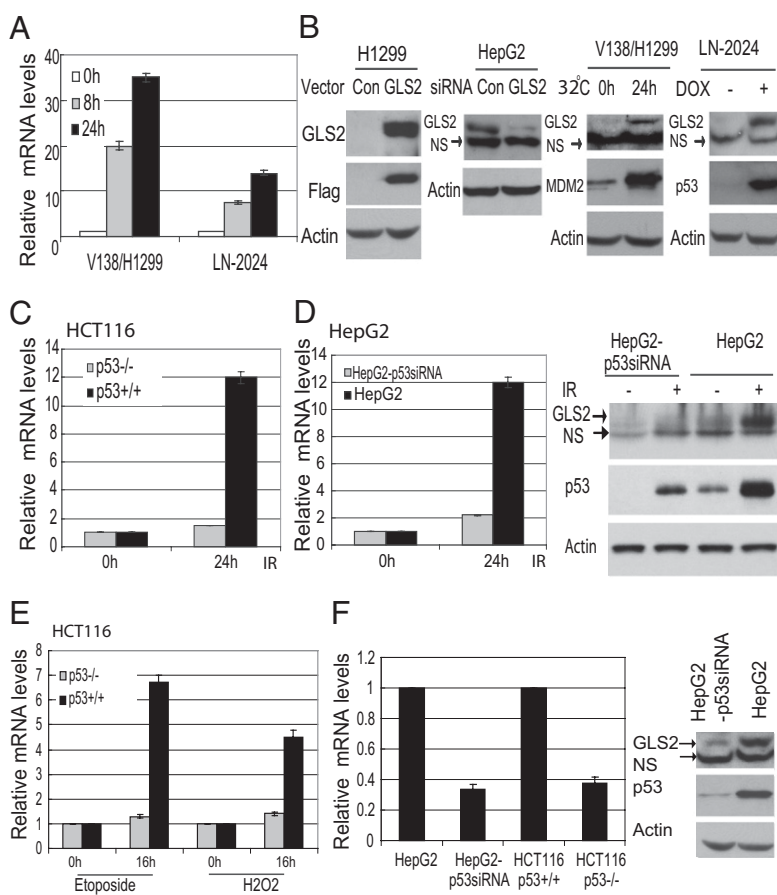 A
Relative mRNA levels
40
30
20
10
0
0h
8h
24h
V138/H1299
LN-2024
B
H1299
Vector Con GLS2
GLS2
Flag
Actin
HepG2
siRNA Con GLS2
GLS2
NS
Actin
V138/H1299
32°C 0h 24h
GLS2
NS
MDM2
Actin
LN-2024
DOX - +
GLS2
NS
p53
Actin
C
HCT116
Relative mRNA levels
14
12
10
8
6
4
2
0
p53-/-
p53+/+
0h 24h IR
D
HepG2
Relative mRNA levels
14
12
10
8
6
4
2
0
HepG2-p53siRNA
HepG2
0h 24h IR
HepG2-
p53siRNA
HepG2
IR - + - +
GLS2
NS
p53
Actin
E
HCT116
Relative mRNA levels
8
7
6
5
4
3
2
1
0
p53-/-
p53+/+
0h 16h 0h 16h
Etoposide H2O2
F
Relative mRNA levels
1.2
1
0.8
0.6
0.4
0.2
0
HepG2
HepG2-
p53siRNA
HCT116
p53+/+
HCT116
p53-/-
HepG2
-p53siRNA
HepG2
GLS2
NS
p53
Actin